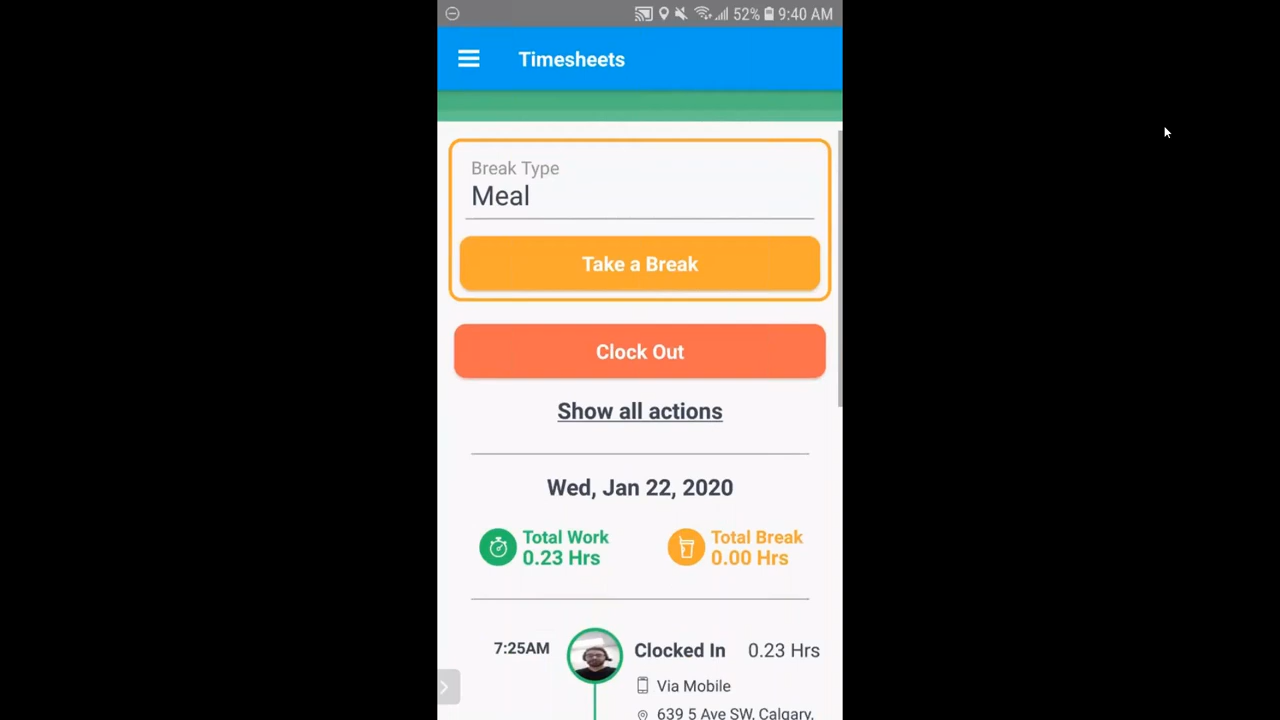 52% 9:40 AM
Timesheets
Break Type
Meal
Take a Break
Clock Out
Show all actions
Wed, Jan 22, 2020
Total Work
0.23 Hrs
Total Break
0.00 Hrs
7:25AM
Clocked In 0.23 Hrs
Via Mobile
639 5 Ave SW, Calgary,